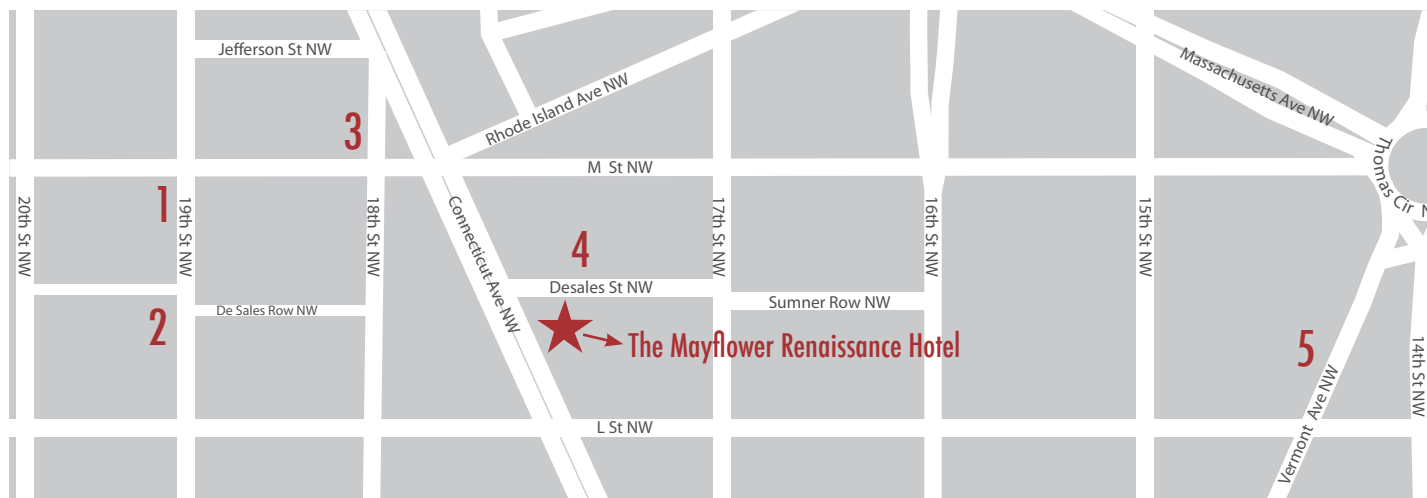 Jefferson St NW
Rhode Island Ave NW
Massachusetts Ave NW
3
M St NW
Thomas Cir N
1
20th St NW
19th St NW
18th St NW
Connecticut Ave NW
17th St NW
16th St NW
15th St NW
4
Desales St NW
Sumner Row NW
De Sales Row NW
2
The Mayflower Renaissance Hotel
5
14th St NW
Vermont Ave NW
L St NW